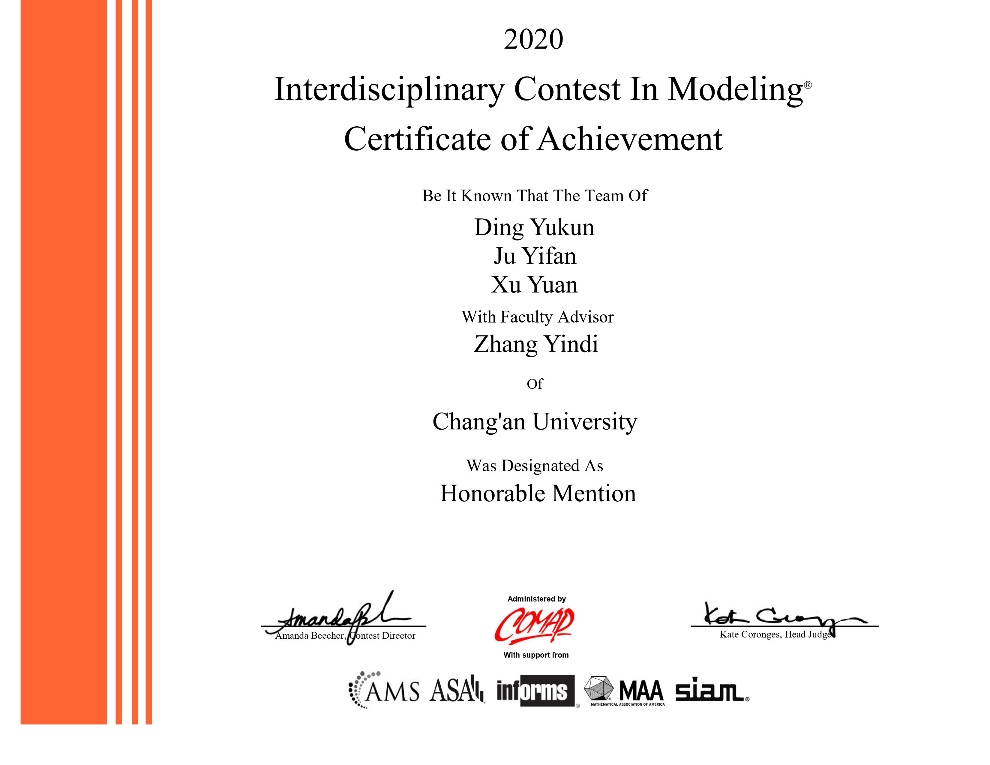 2020
Interdisciplinary Contest In Modeling®
Certificate of Achievement
Be It Known That The Team Of
Ding Yukun
Ju Yifan
Xu Yuan
With Faculty Advisor
Zhang Yindi
Of
Chang'an University
Was Designated As
Honorable Mention
Amanda Beecher, Contest Director
Administered by
COMAP
With support from
Kate Coronges, Head Judge
AMS ASA informs MAA siam.
MATHEMATICAL ASSOCIATION OF AMERICA